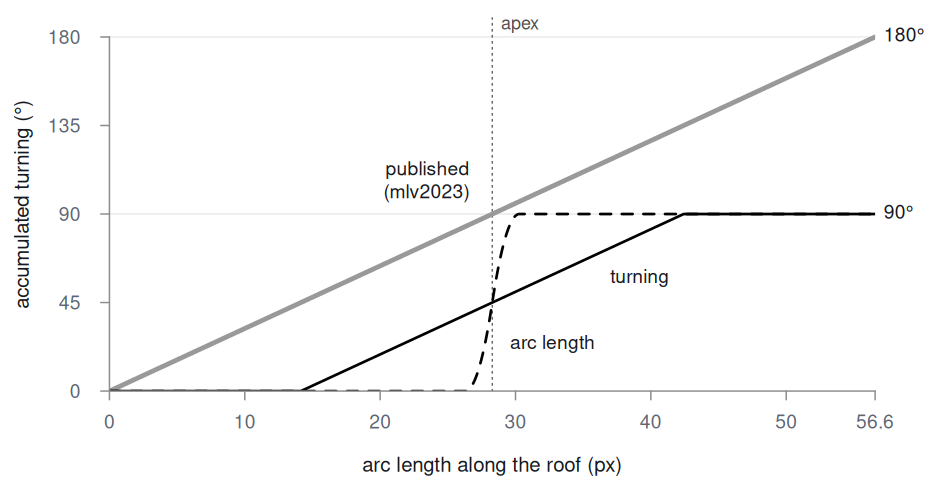 apex
180
180°
135
published
(mlv2023)
90
90°
turning
45
arc length
0
0
10
20
30
40
50
56.6
accumulated turning (°)
arc length along the roof (px)